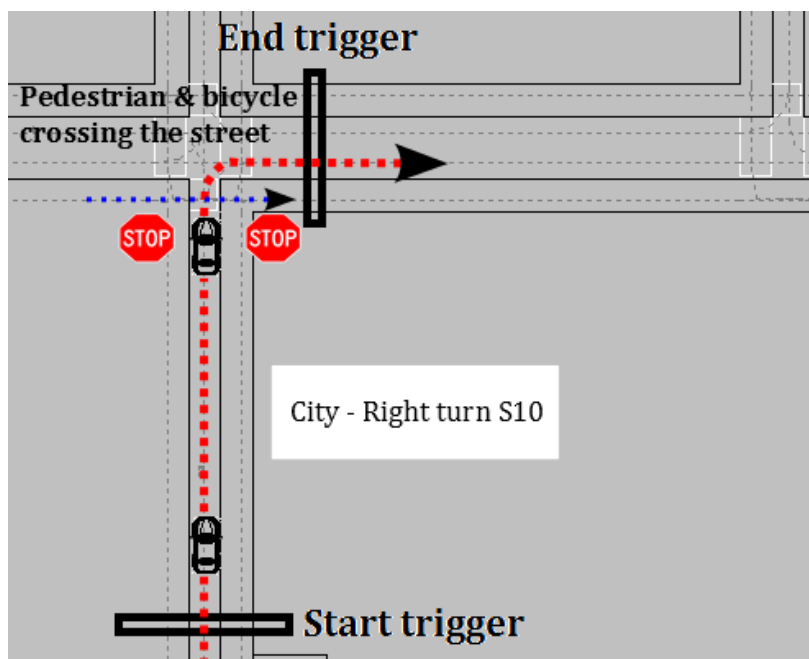 End trigger
Pedestrian & bicycle
crossing the street
STOP STOP
City - Right turn S10
Start trigger